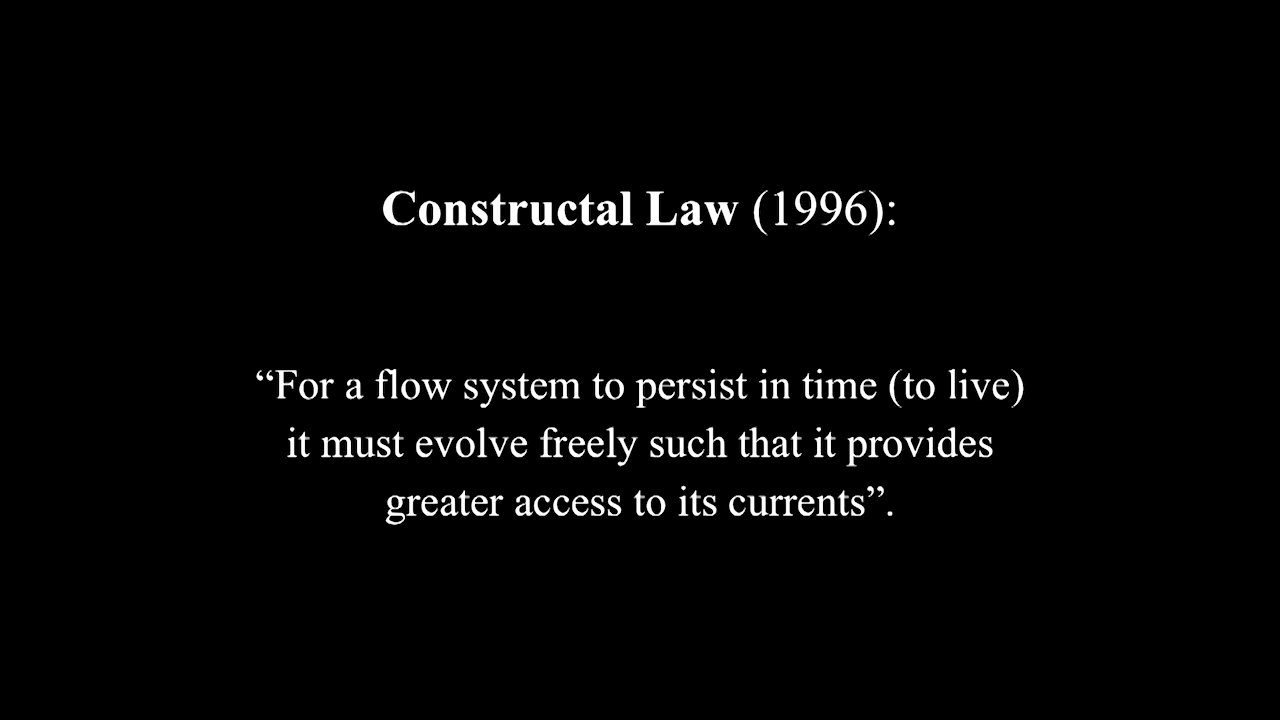 Constructal Law (1996):
“For a flow system to persist in time (to live)
it must evolve freely such that it provides
greater access to its currents”.